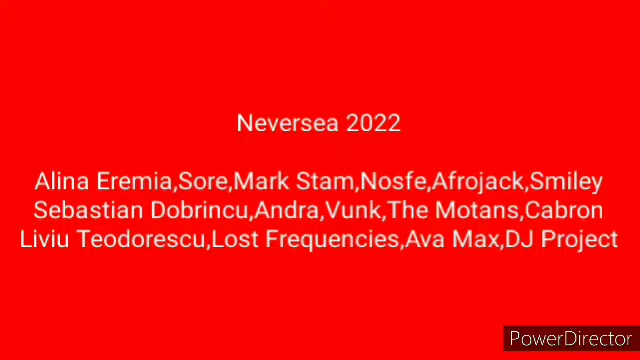 Neversea 2022
Alina Eremia,Sore,Mark Stam,Nosfe,Afrojack,Smiley
Sebastian Dobrincu,Andra,Vunk,The Motans,Cabron
Liviu Teodorescu,Lost Frequencies,Ava Max,DJ Project
PowerDirector